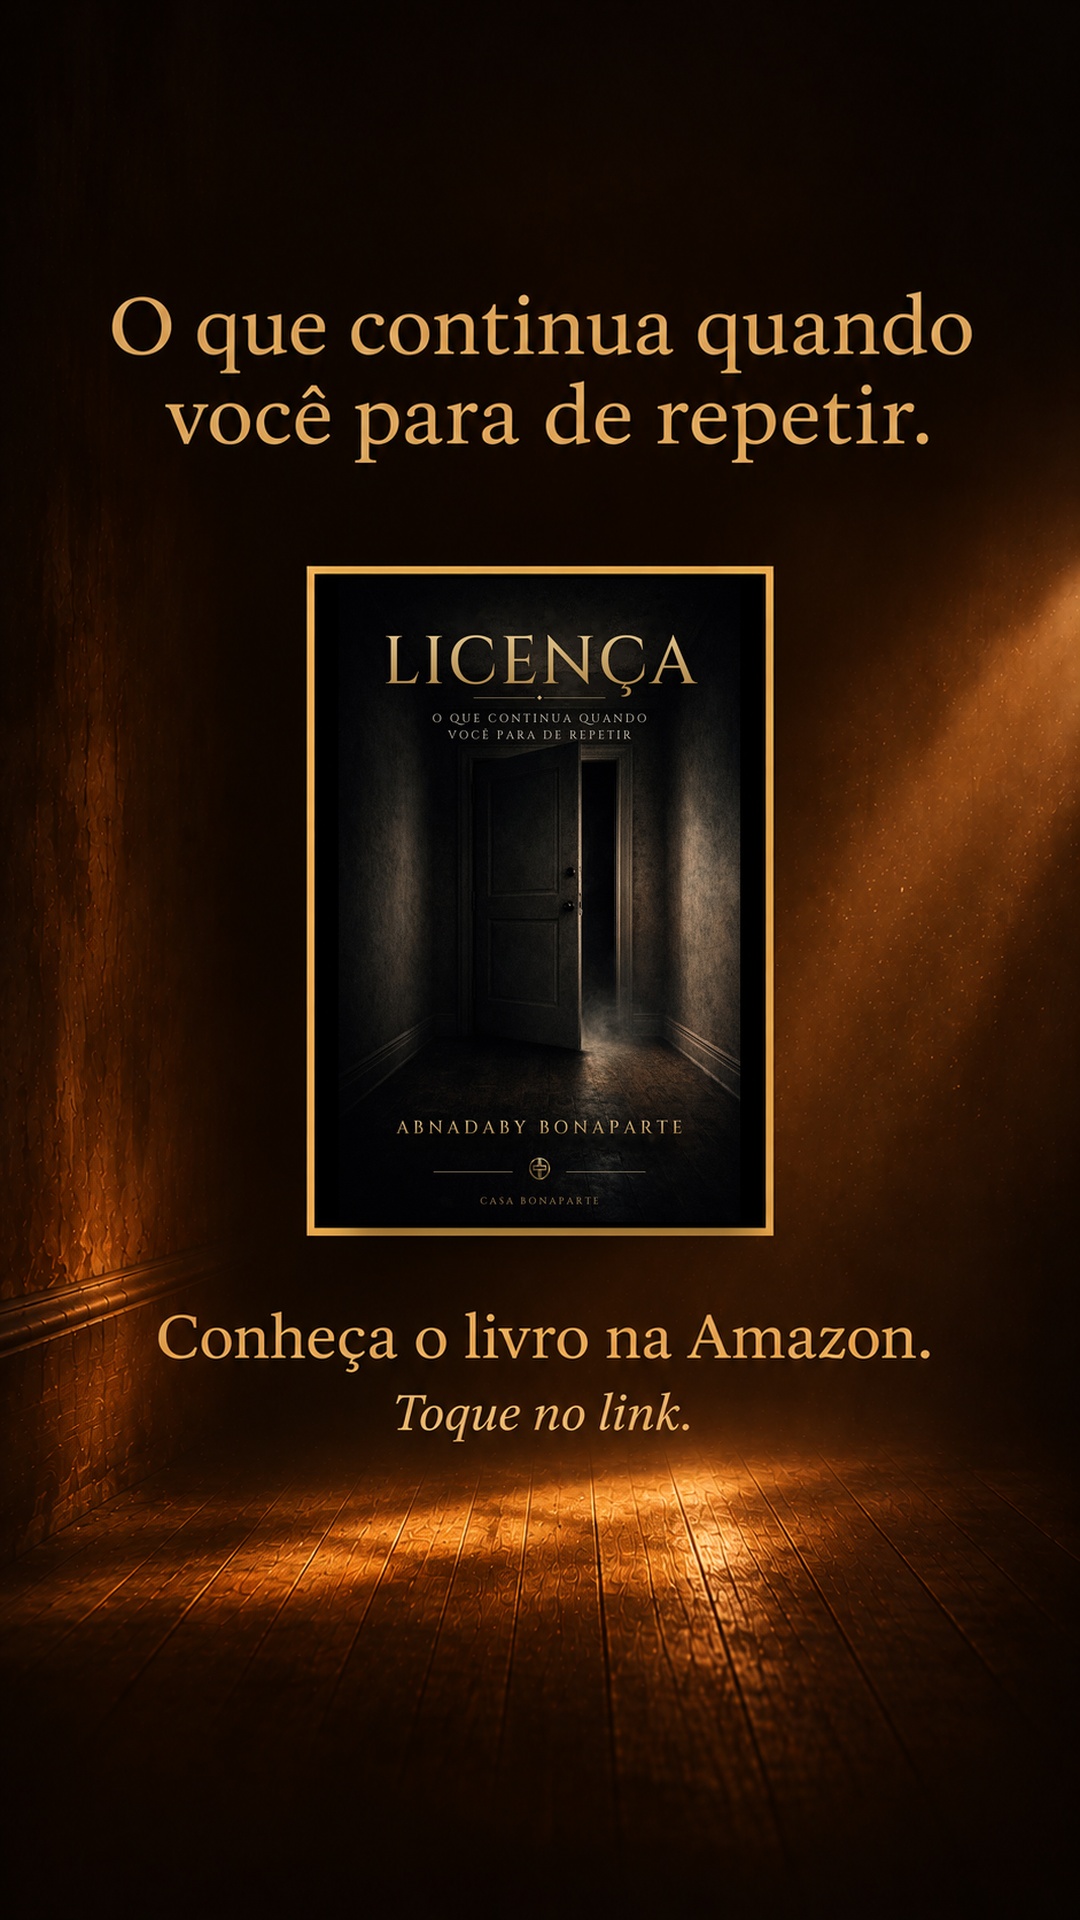 O que continua quando
você para de repetir.
LICENÇA
O QUE CONTINUA QUANDO
VOCÊ PARA DE REPETIR
ABNADABY BONAPARTE
CASA BONAPARTE
Conheça o livro na Amazon.
Toque no link.